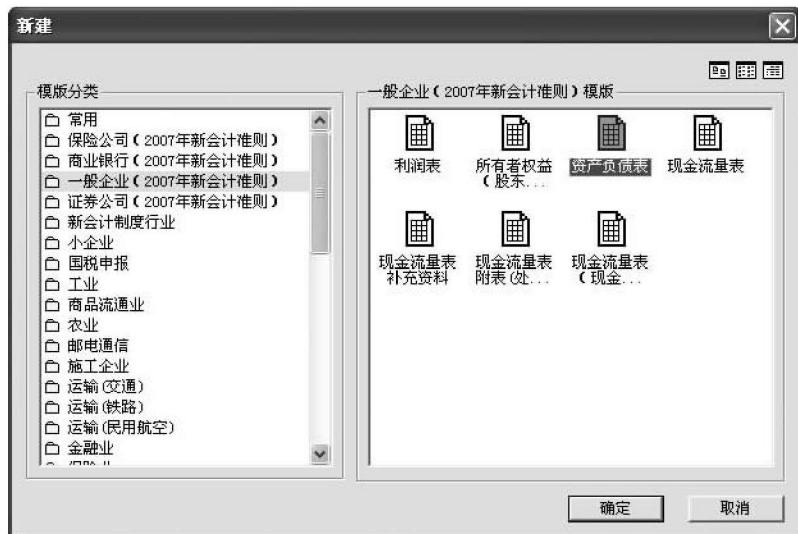 新建
模版分类
常用
保险公司(2007年新会计准则)
商业银行(2007年新会计准则)
一般企业(2007年新会计准则)
证券公司(2007年新会计准则)
新会计制度行业
小企业
国税申报
工业
商品流通业
农业
邮电通信
施工企业
运输(交通)
运输(铁路)
运输(民用航空)
金融业
一般企业(2007年新会计准则)模版
利润表
所有者权益
(股东...
资产负债表
现金流量表
现金流量表
补充资料
现金流量表
附表(处...
现金流量表
(现金...
确定
取消